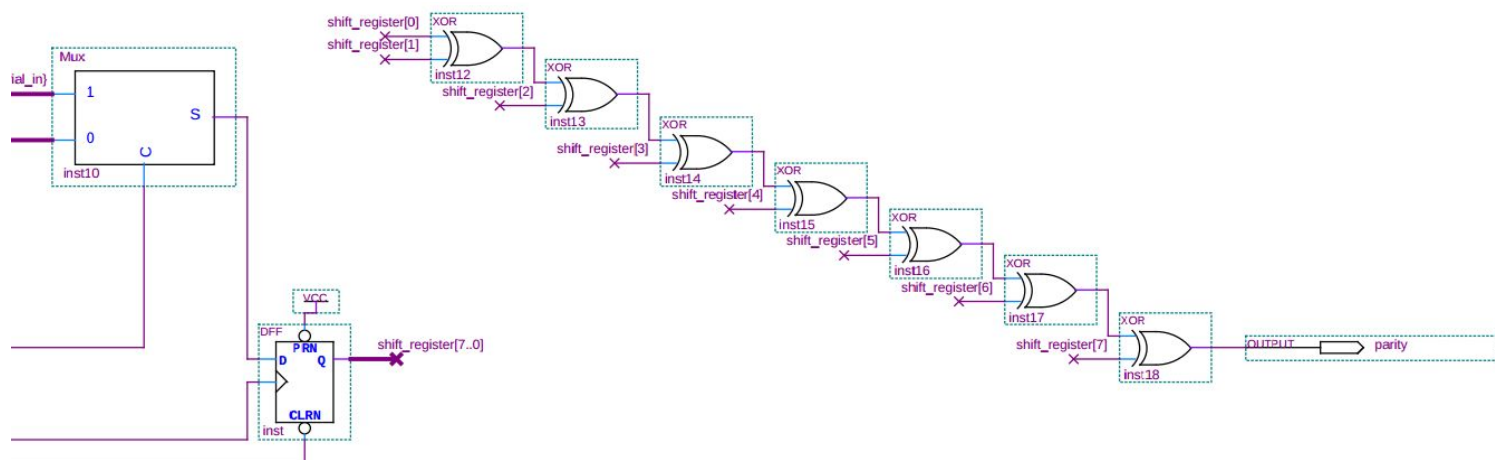 Mux
ial_in}
1
0
S
C
inst10
VCC
DFF
PRN
D
Q
CLRN
inst
shift_register[7..0]
shift_register[0]
shift_register[1]
XOR
inst12
shift_register[2]
XOR
inst13
shift_register[3]
XOR
inst14
shift_register[4]
XOR
inst15
shift_register[5]
XOR
inst16
shift_register[6]
XOR
inst17
shift_register[7]
XOR
inst18
OUTPUT
parity